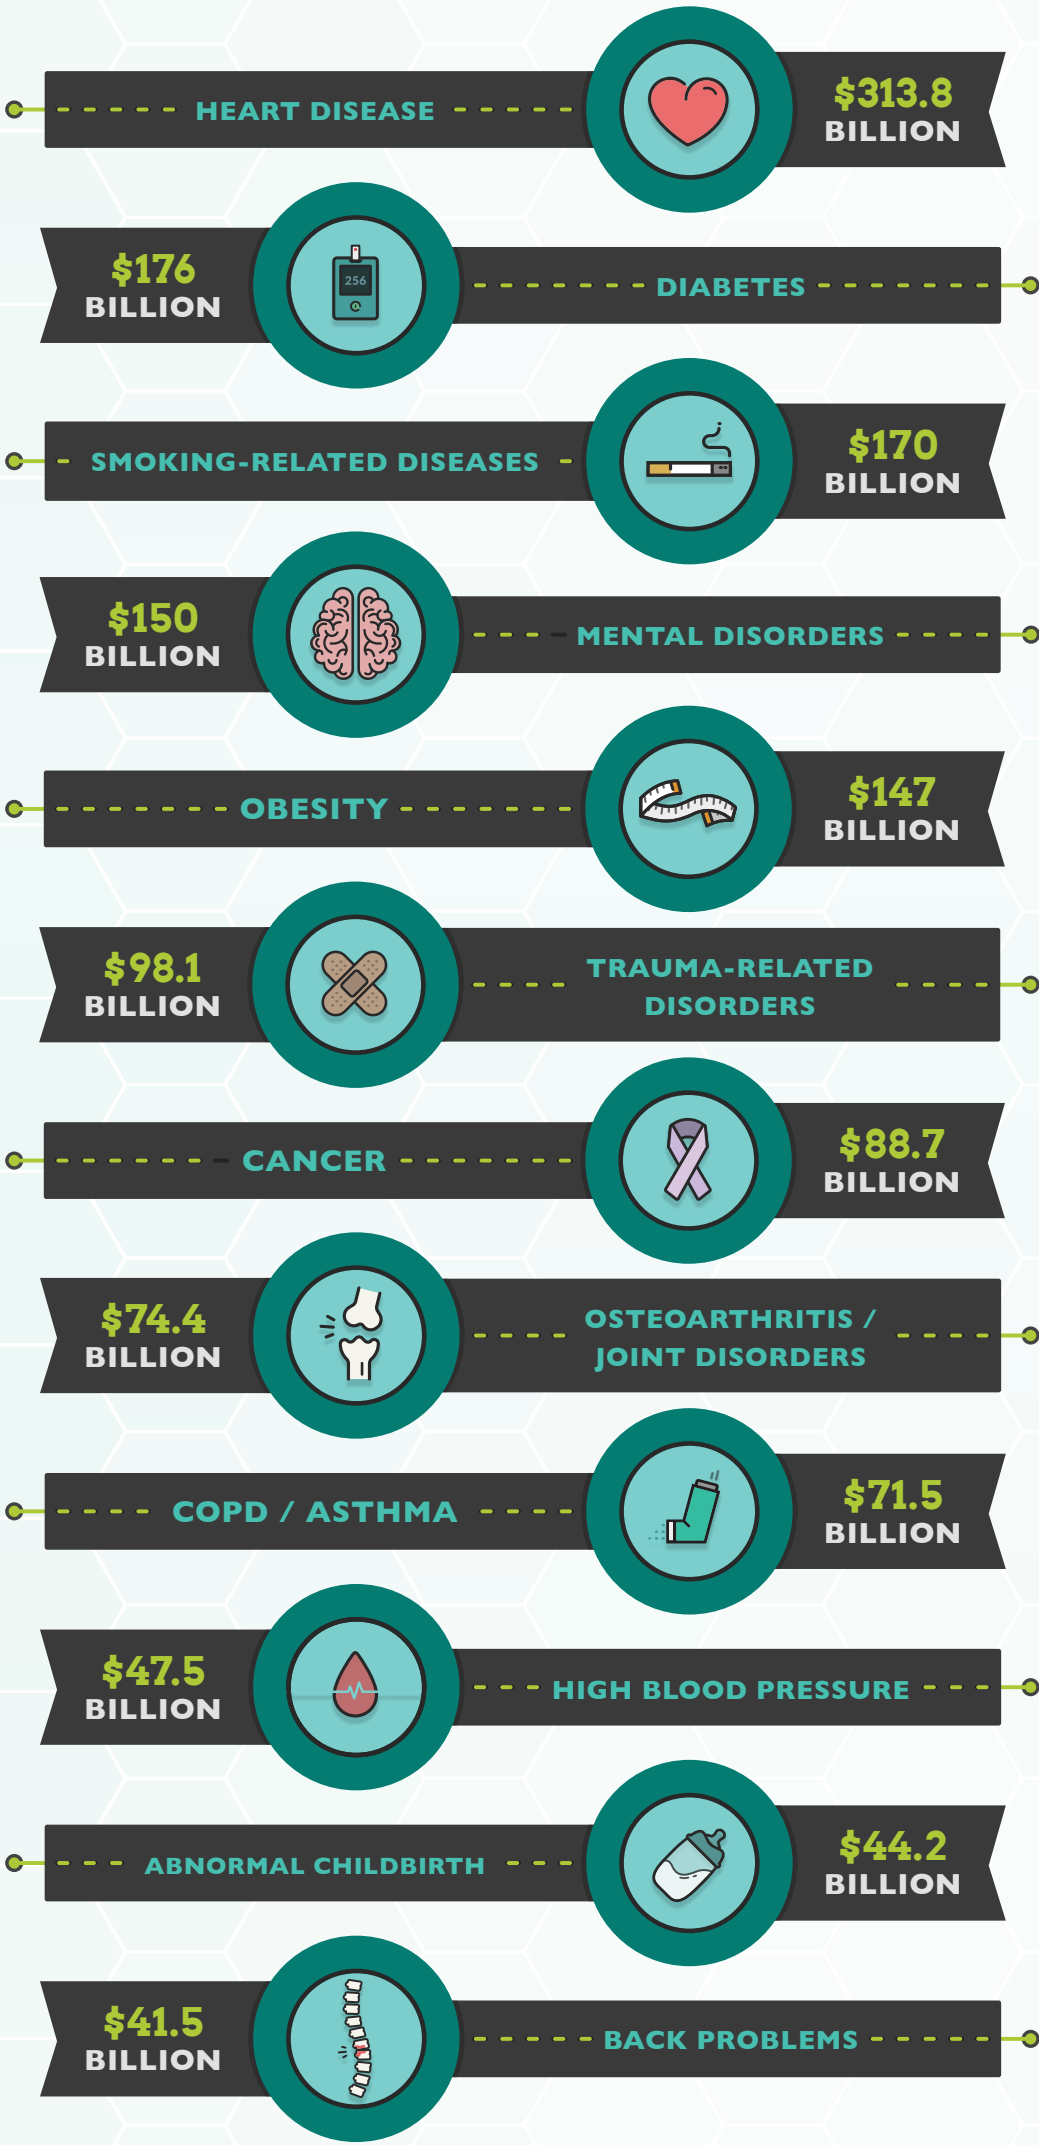 HEART DISEASE
$313.8
BILLION
$176
BILLION
256
DIABETES
SMOKING-RELATED DISEASES
$170
BILLION
$150
BILLION
MENTAL DISORDERS
OBESITY
$147
BILLION
$98.1
BILLION
TRAUMA-RELATED
DISORDERS
CANCER
$88.7
BILLION
$74.4
BILLION
OSTEOARTHRITIS /
JOINT DISORDERS
COPD / ASTHMA
$71.5
BILLION
$47.5
BILLION
HIGH BLOOD PRESSURE
ABNORMAL CHILDBIRTH
$44.2
BILLION
$41.5
BILLION
BACK PROBLEMS